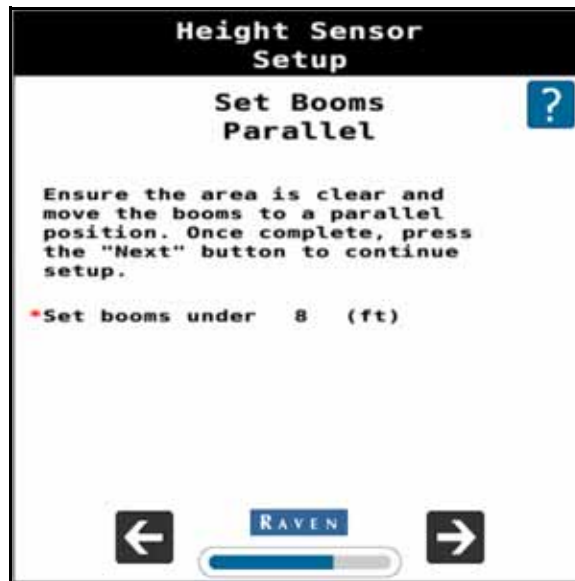 Height Sensor
Setup
Set Booms
Parallel
?
Ensure the area is clear and
move the booms to a parallel
position. Once complete, press
the "Next" button to continue
setup.
*Set booms under 8 (ft)
RAVEN